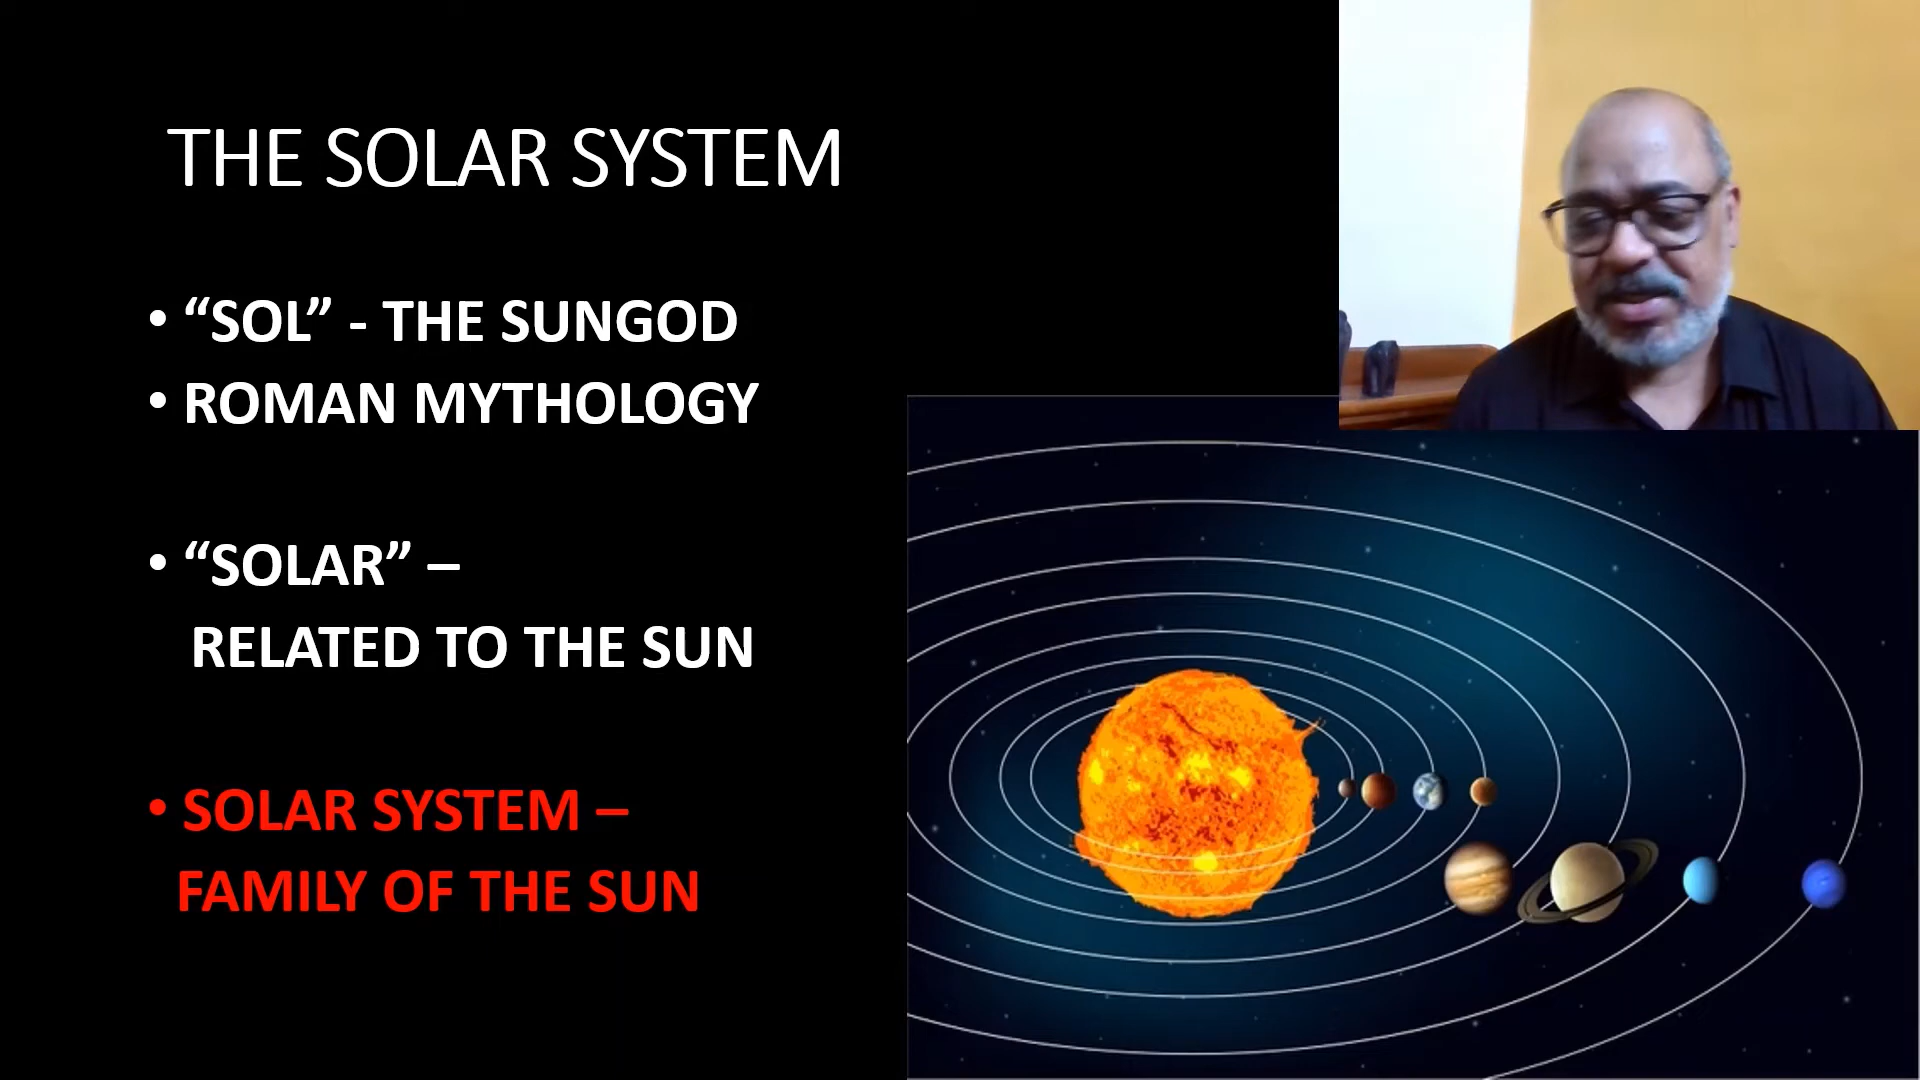 THE SOLAR SYSTEM
• “SOL” - THE SUNGOD
• ROMAN MYTHOLOGY
• “SOLAR” –
RELATED TO THE SUN
• SOLAR SYSTEM –
FAMILY OF THE SUN